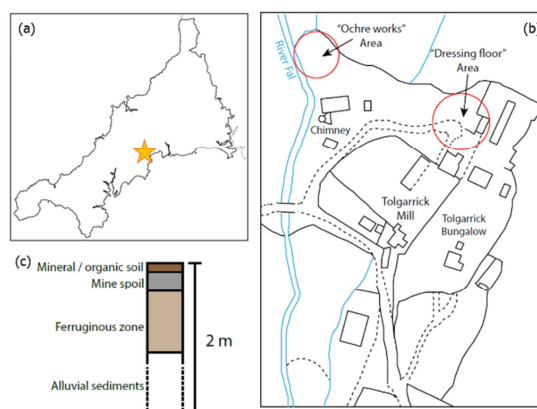 (a)
(b)
"Ochre works"
Area
"Dressing floor"
Area
River Fal
Chimney
Tolgarrick
Mill
Tolgarrick
Bungalow
(c)
Mineral / organic soil
Mine spoil
Ferruginous zone
2 m
Alluvial sediments